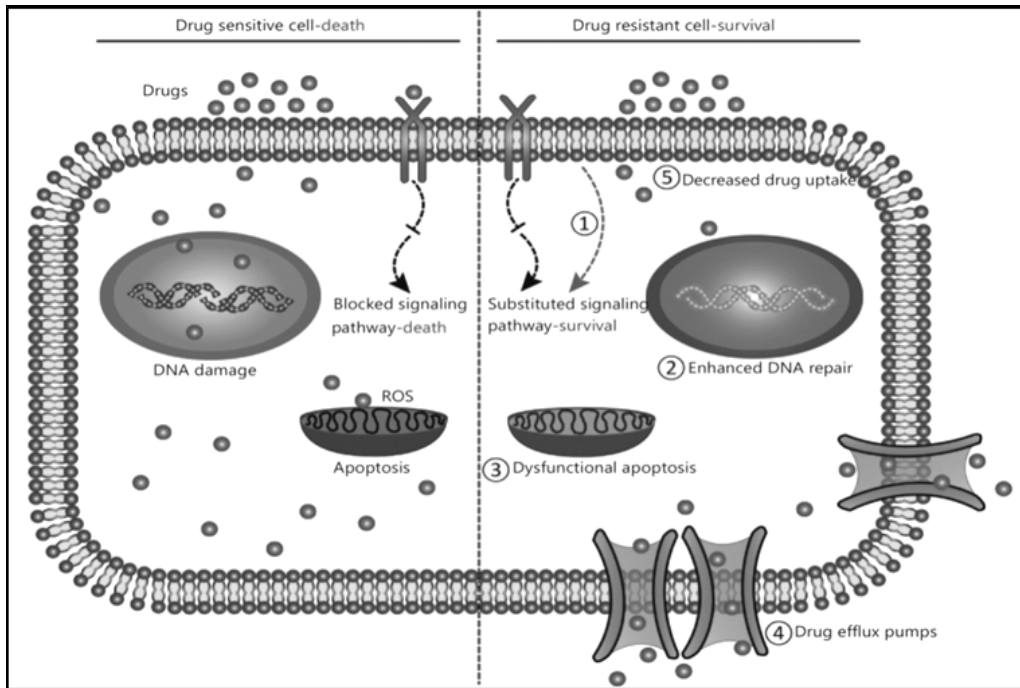 Drug sensitive cell-death
Drug resistant cell-survival
Drugs
⑤ Decreased drug uptake
①
Blocked signaling
pathway-death
Substituted signaling
pathway-survival
DNA damage
② Enhanced DNA repair
ROS
Apoptosis
③ Dysfunctional apoptosis
④ Drug efflux pumps